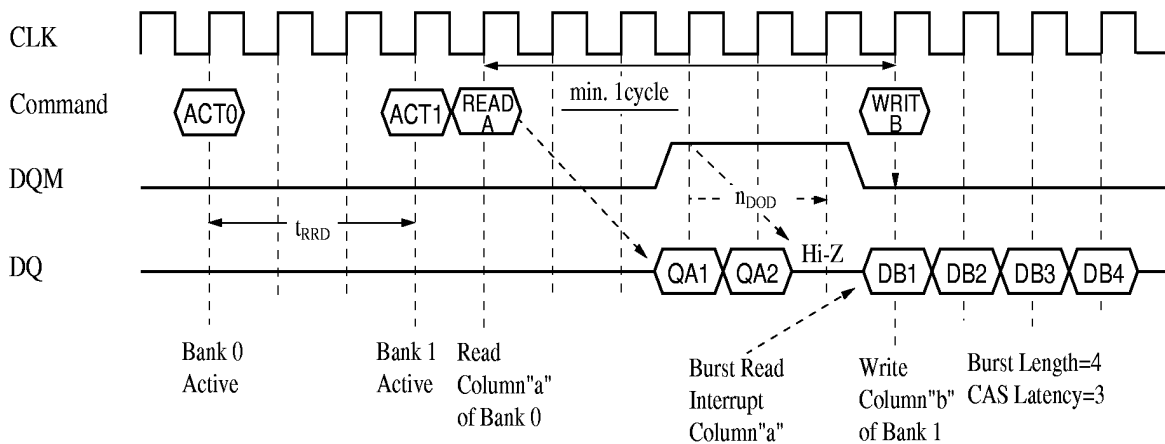 CLK
Command
ACT0
ACT1
READ
A
min. 1cycle
WRIT
B
DQM
nDOD
tRRD
DQ
QA1
QA2
Hi-Z
DB1
DB2
DB3
DB4
Bank 0
Active
Bank 1
Active
Read
Column"a"
of Bank 0
Burst Read
Interrupt
Column"a"
Write
Column"b"
of Bank 1
Burst Length=4
CAS Latency=3